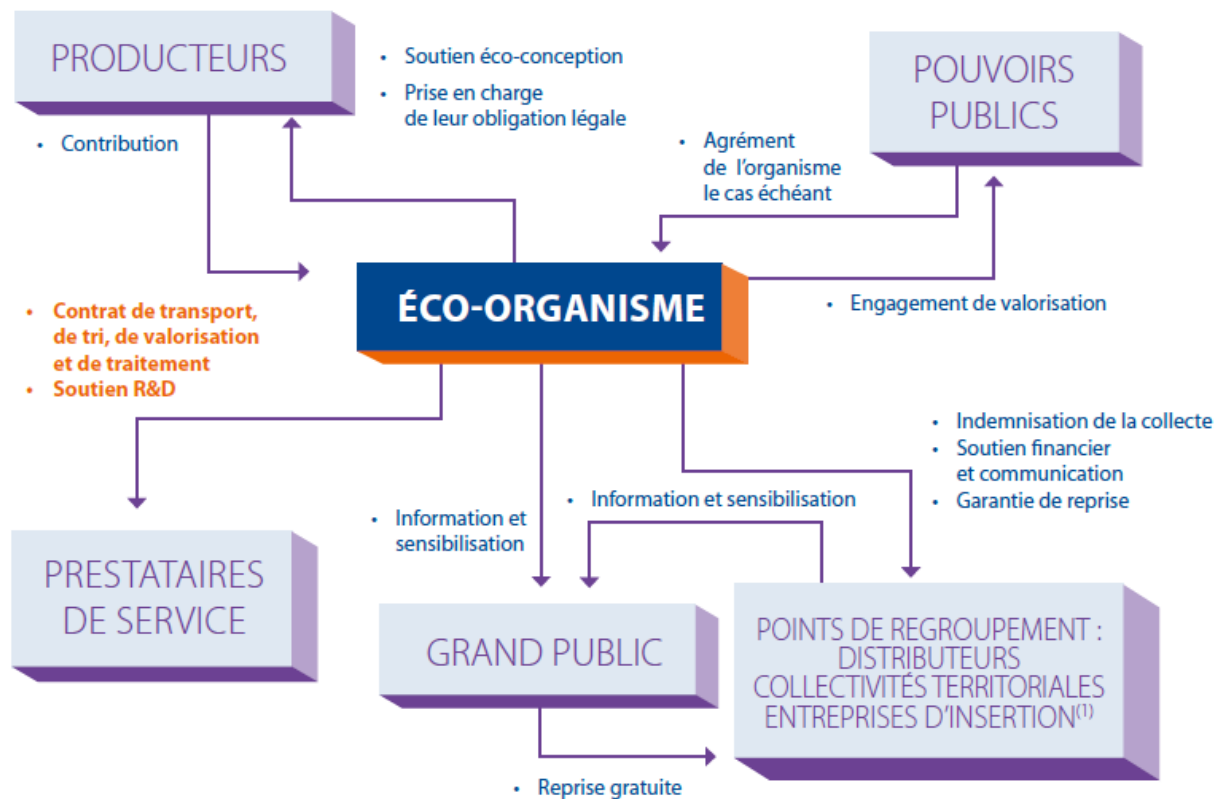 PRODUCTEURS
• Soutien éco-conception
• Prise en charge
de leur obligation légale
POUVOIRS
PUBLICS
• Contribution
• Agrément
de l'organisme
le cas échéant
ÉCO-ORGANISME
• Engagement de valorisation
• Contrat de transport,
de tri, de valorisation
et de traitement
• Soutien R&D
• Indemnisation de la collecte
• Soutien financier
et communication
• Garantie de reprise
• Information et
sensibilisation
• Information et sensibilisation
PRESTATAIRES
DE SERVICE
GRAND PUBLIC
POINTS DE REGROUPEMENT :
DISTRIBUTEURS
COLLECTIVITÉS TERRITORIALES
ENTREPRISES D'INSERTION(1)
• Reprise gratuite